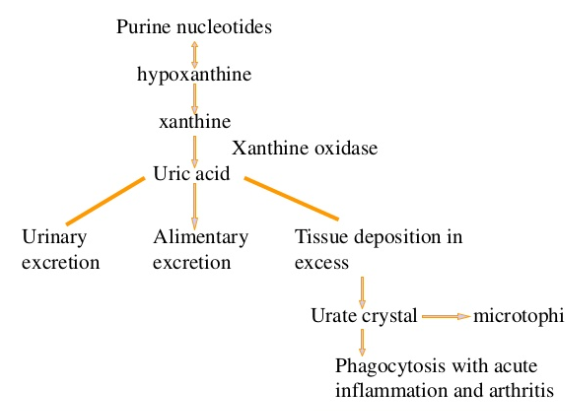 Purine nucleotides
hypoxanthine
xanthine
Xanthine oxidase
Uric acid
Urinary
excretion
Alimentary
excretion
Tissue deposition in
excess
Urate crystal
microtophi
Phagocytosis with acute
inflammation and arthritis